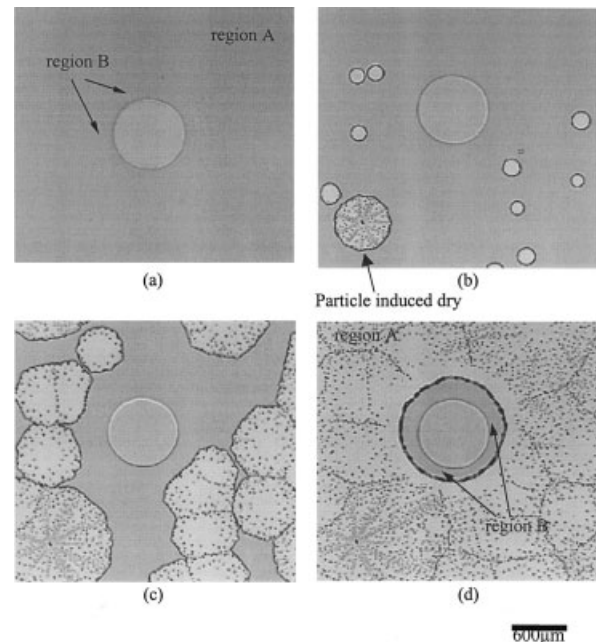 region A
region B
(a)
(b)
Particle induced dry
region A
region B
(c)
(d)
600μm